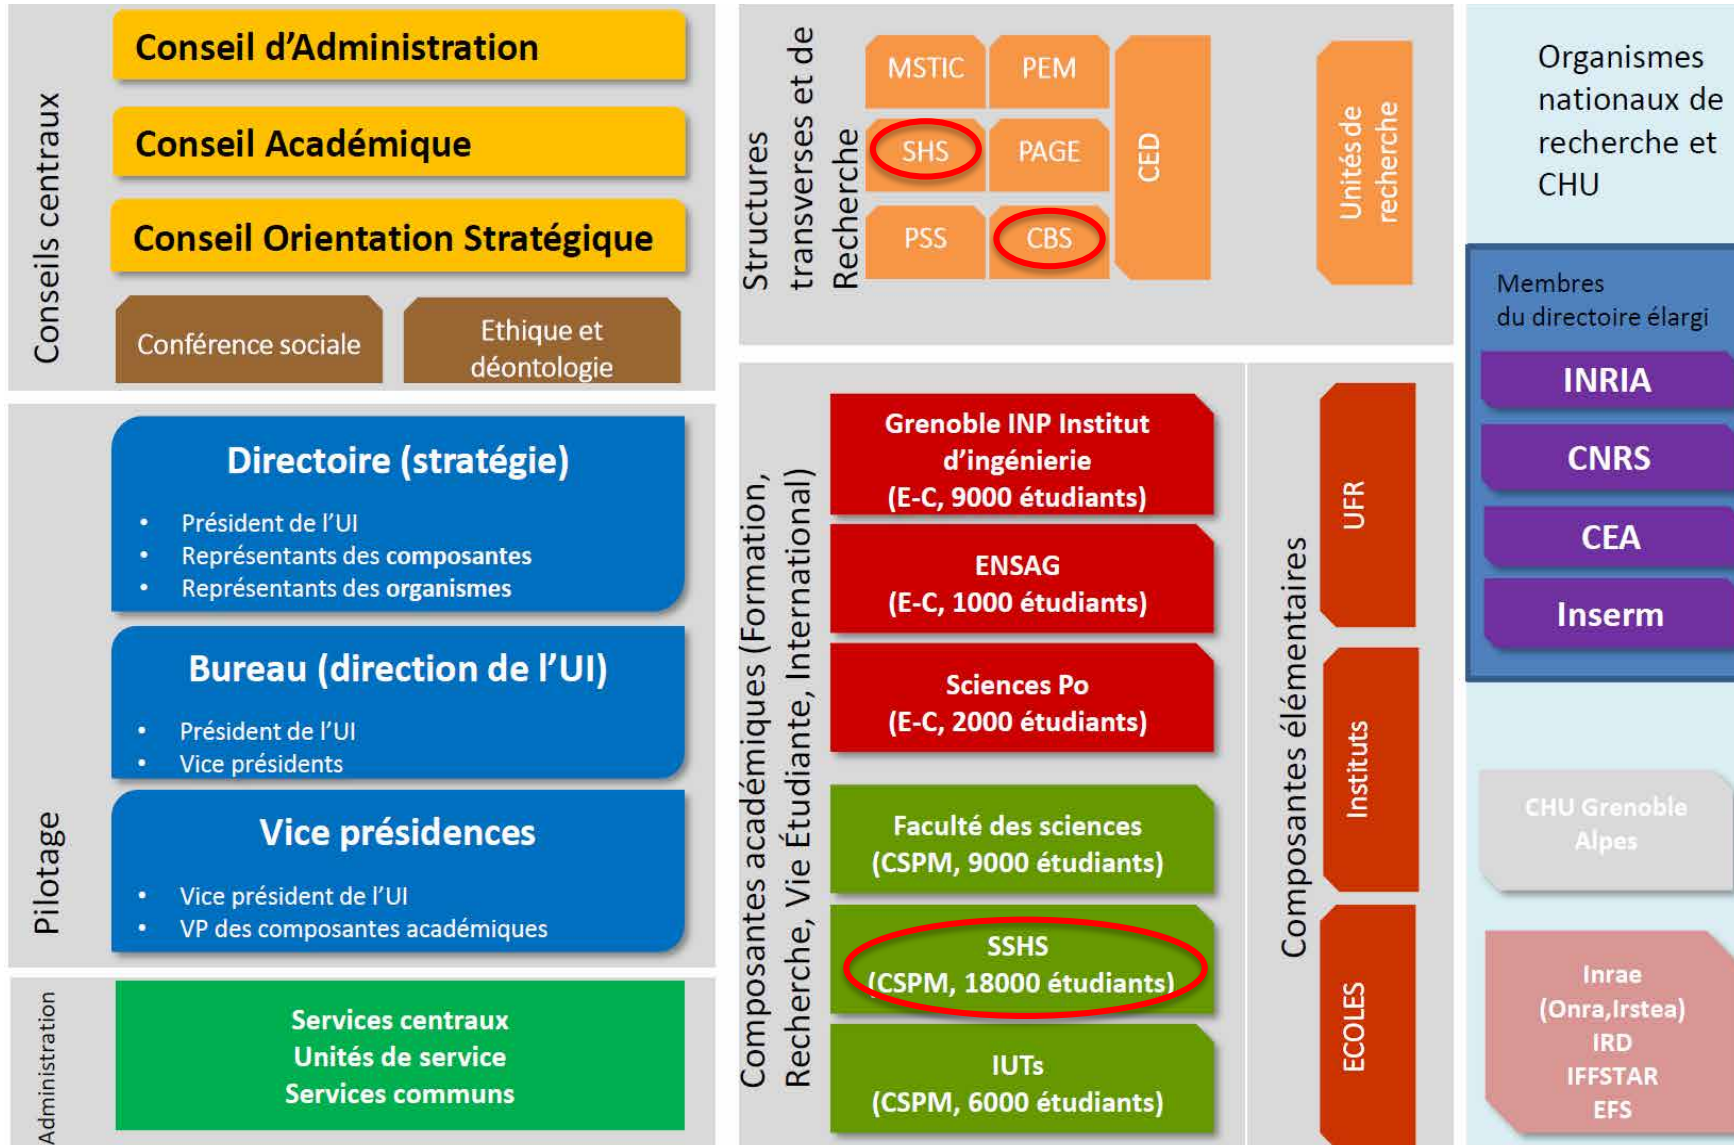 Conseils centraux
Conseil d'Administration
Conseil Académique
Conseil Orientation Stratégique
Conférence sociale
Ethique et
déontologie
Pilotage
Directoire (stratégie)
• Président de l'UI
• Représentants des composantes
• Représentants des organismes
Bureau (direction de l'UI)
• Président de l'UI
• Vice présidents
Vice présidences
• Vice président de l'UI
• VP des composantes académiques
Administration
Services centraux
Unités de service
Services communs
Structures
transverses et de
Recherche
MSTIC
PEM
SHS
PAGE
PSS
CBS
CED
Unités de
recherche
Composantes académiques (Formation,
Recherche, Vie Étudiante, International)
Grenoble INP Institut
d'ingénierie
(E-C, 9000 étudiants)
ENSAG
(E-C, 1000 étudiants)
Sciences Po
(E-C, 2000 étudiants)
Faculté des sciences
(CSPM, 9000 étudiants)
SSHS
(CSPM, 18000 étudiants)
IUTs
(CSPM, 6000 étudiants)
Composantes élémentaires
UFR
Instituts
ECOLES
Organismes
nationaux de
recherche et
CHU
Membres
du directoire élargi
INRIA
CNRS
CEA
Inserm
CHU Grenoble
Alpes
Inrae
(Onra,Irstea)
IRD
IFFSTAR
EFS